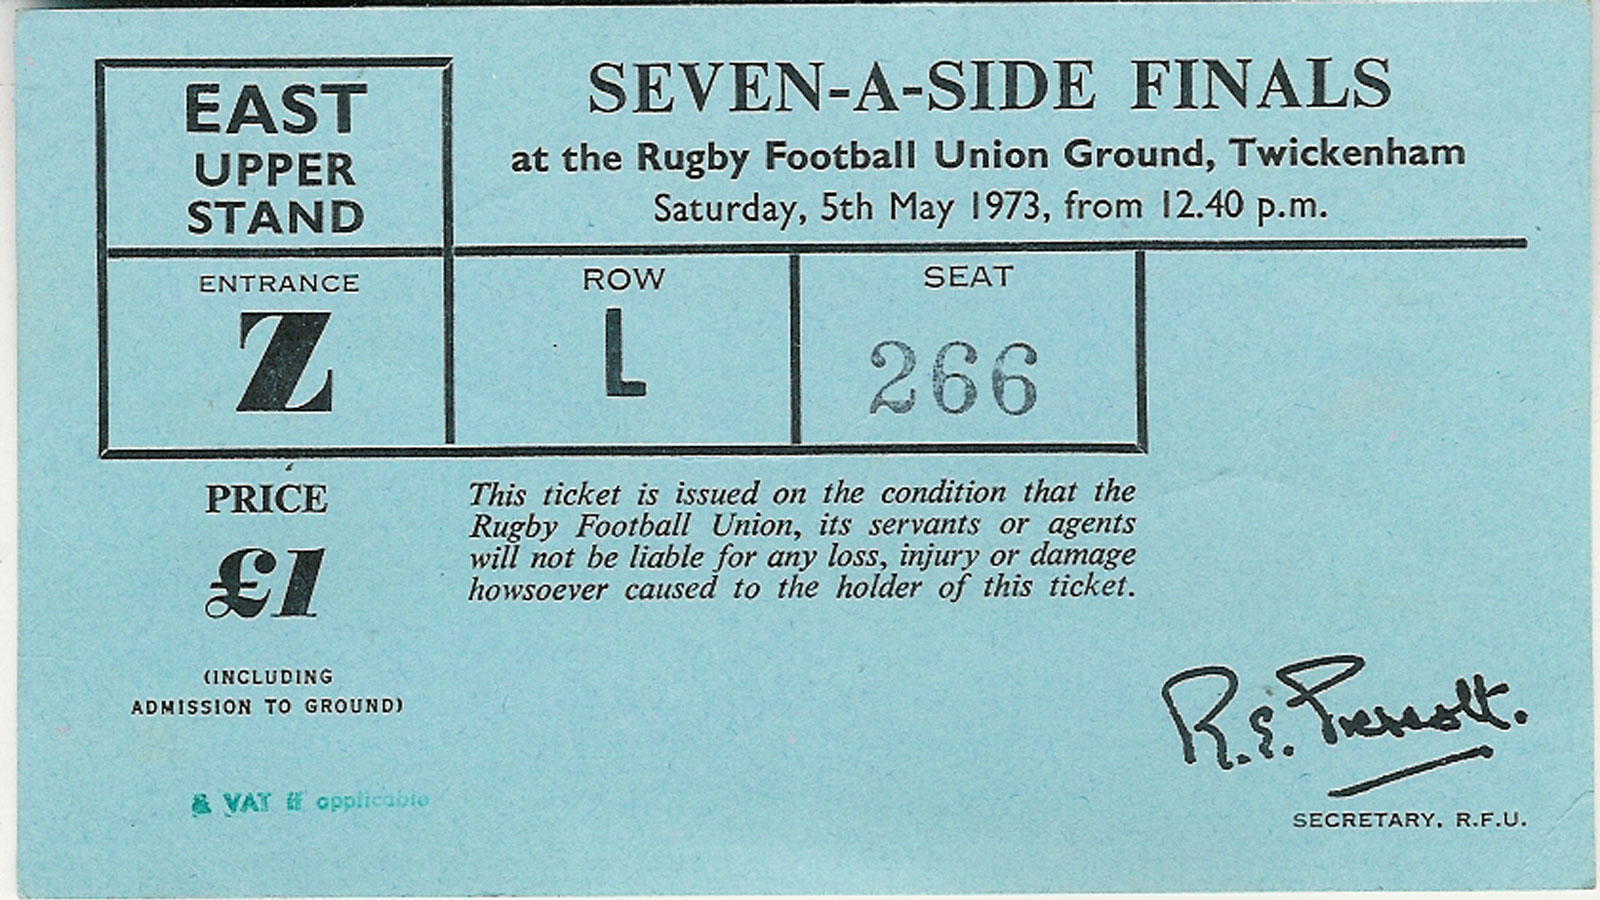 EAST
UPPER
STAND
SEVEN-A-SIDE FINALS
at the Rugby Football Union Ground, Twickenham
Saturday, 5th May 1973, from 12.40 p.m.
ENTRANCE
Z
ROW
L
SEAT
266
PRICE
£1
(INCLUDING
ADMISSION TO GROUND)
& VAT if applicable
This ticket is issued on the condition that the
Rugby Football Union, its servants or agents
will not be liable for any loss, injury or damage
howsoever caused to the holder of this ticket.
R.E. Prescott.
SECRETARY, R.F.U.